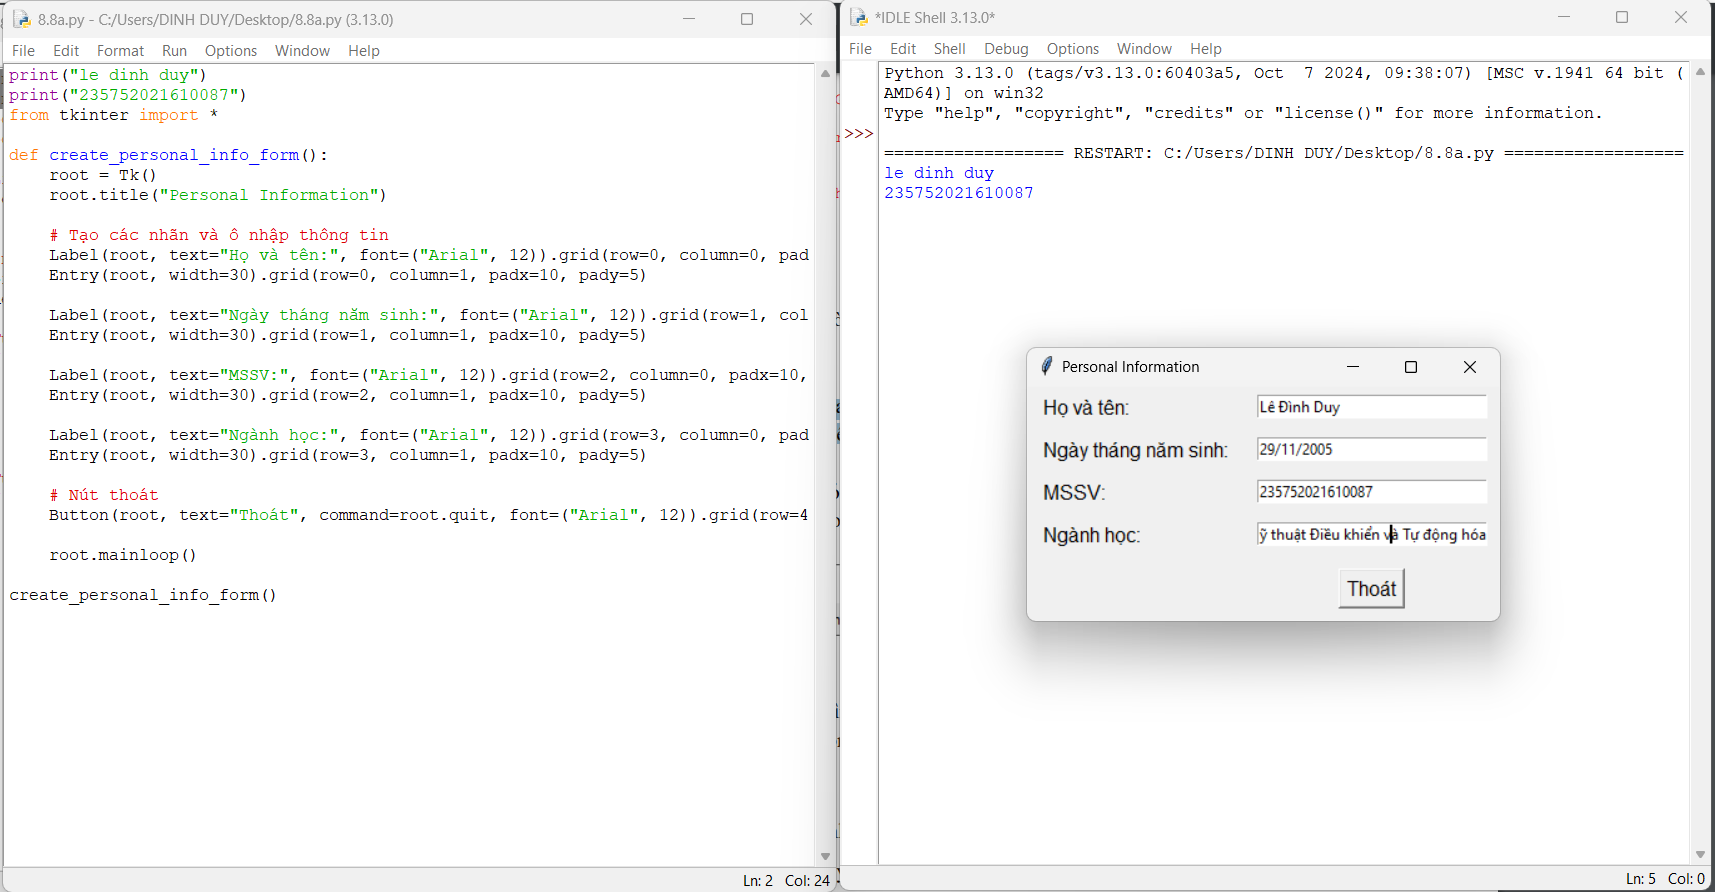 8.8a.py - C:/Users/DINH DUY/Desktop/8.8a.py (3.13.0)
File Edit Format Run Options Window Help
print("le dinh duy")
print("235752021610087")
from tkinter import *
def create_personal_info_form():
    root = Tk()
    root.title("Personal Information")
    # Tạo các nhãn và ô nhập thông tin
    Label(root, text="Họ và tên:", font=("Arial", 12)).grid(row=0, column=0, pad
    Entry(root, width=30).grid(row=0, column=1, padx=10, pady=5)
    Label(root, text="Ngày tháng năm sinh:", font=("Arial", 12)).grid(row=1, col
    Entry(root, width=30).grid(row=1, column=1, padx=10, pady=5)
    Label(root, text="MSSV:", font=("Arial", 12)).grid(row=2, column=0, padx=10,
    Entry(root, width=30).grid(row=2, column=1, padx=10, pady=5)
    Label(root, text="Ngành học:", font=("Arial", 12)).grid(row=3, column=0, pad
    Entry(root, width=30).grid(row=3, column=1, padx=10, pady=5)
    # Nút thoát
    Button(root, text="Thoát", command=root.quit, font=("Arial", 12)).grid(row=4
    root.mainloop()
create_personal_info_form()
Ln: 2 Col: 24
*IDLE Shell 3.13.0*
File Edit Shell Debug Options Window Help
Python 3.13.0 (tags/v3.13.0:60403a5, Oct  7 2024, 09:38:07) [MSC v.1941 64 bit (
AMD64)] on win32
Type "help", "copyright", "credits" or "license()" for more information.
>>>
================== RESTART: C:/Users/DINH DUY/Desktop/8.8a.py ==================
le dinh duy
235752021610087
Personal Information
Họ và tên: Lê Đình Duy
Ngày tháng năm sinh: 29/11/2005
MSSV: 235752021610087
Ngành học: ỹ thuật Điều khiển và Tự động hóa
Thoát
Ln: 5 Col: 0